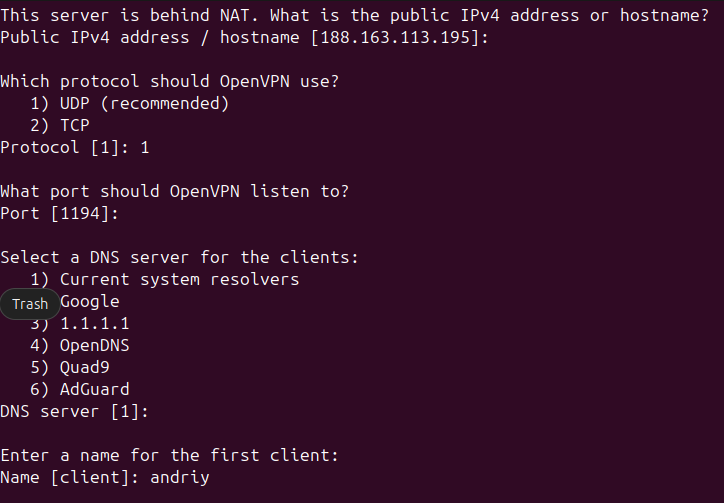 This server is behind NAT. What is the public IPv4 address or hostname?
Public IPv4 address / hostname [188.163.113.195]:
Which protocol should OpenVPN use?
1) UDP (recommended)
2) TCP
Protocol [1]: 1
What port should OpenVPN listen to?
Port [1194]:
Select a DNS server for the clients:
1) Current system resolvers
Trash Google
3) 1.1.1.1
4) OpenDNS
5) Quad9
6) AdGuard
DNS server [1]:
Enter a name for the first client:
Name [client]: andriy